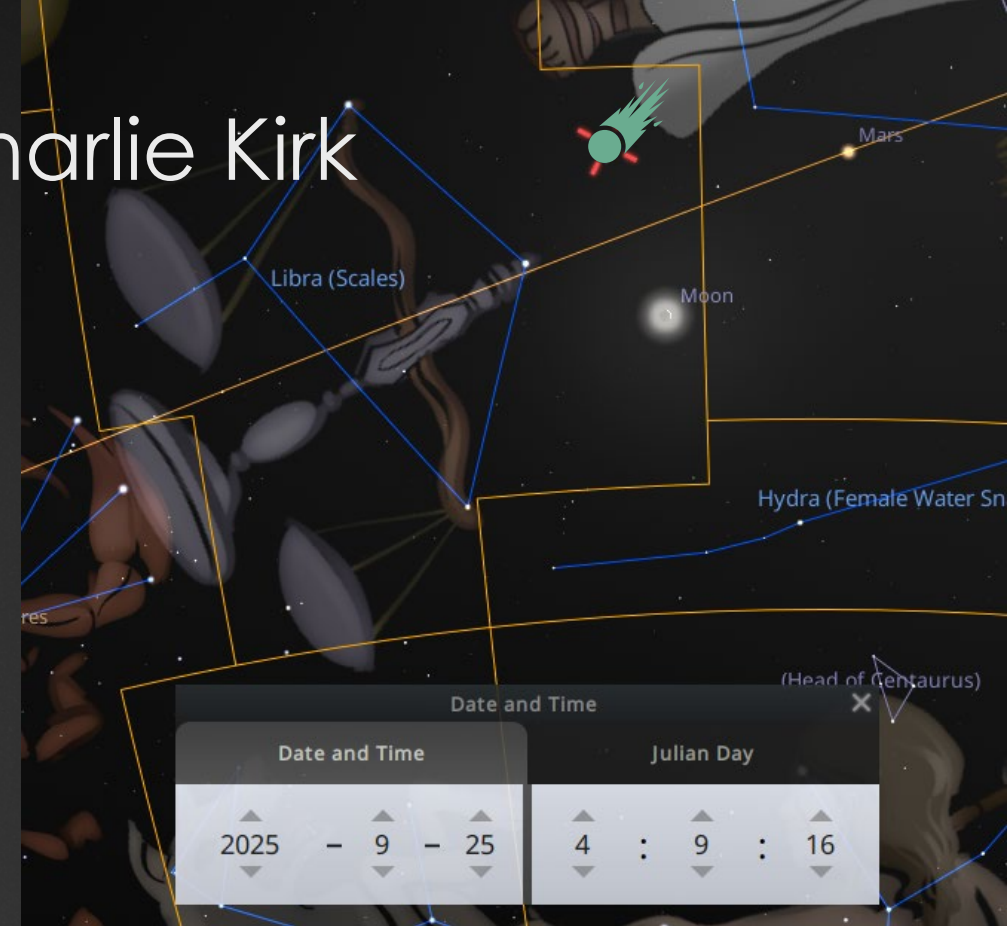 harlie Kirk
Mars
Libra (Scales)
Moon
Hydra (Female Water Sn
res
(Head of Centaurus)
Date and Time
Date and Time
Julian Day
2025 - 9 - 25
4 : 9 : 16